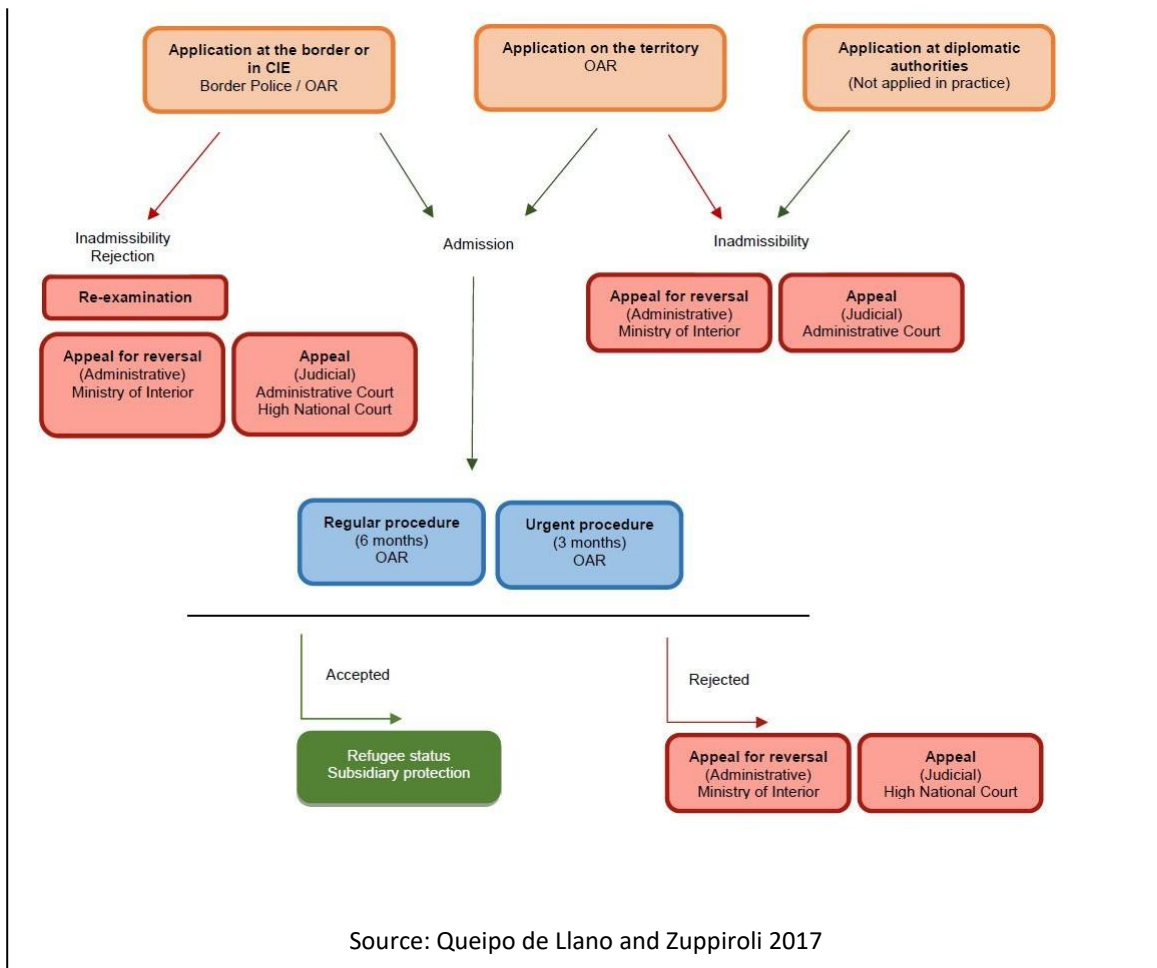 Application at the border or
in CIE
Border Police / OAR
Application on the territory
OAR
Application at diplomatic
authorities
(Not applied in practice)
Inadmissibility
Rejection
Admission
Inadmissibility
Re-examination
Appeal for reversal
(Administrative)
Ministry of Interior
Appeal
(Judicial)
Administrative Court
High National Court
Appeal for reversal
(Administrative)
Ministry of Interior
Appeal
(Judicial)
Administrative Court
Regular procedure
(6 months)
OAR
Urgent procedure
(3 months)
OAR
Accepted
Rejected
Refugee status
Subsidiary protection
Appeal for reversal
(Administrative)
Ministry of Interior
Appeal
(Judicial)
High National Court
Source: Queipo de Llano and Zuppiroli 2017